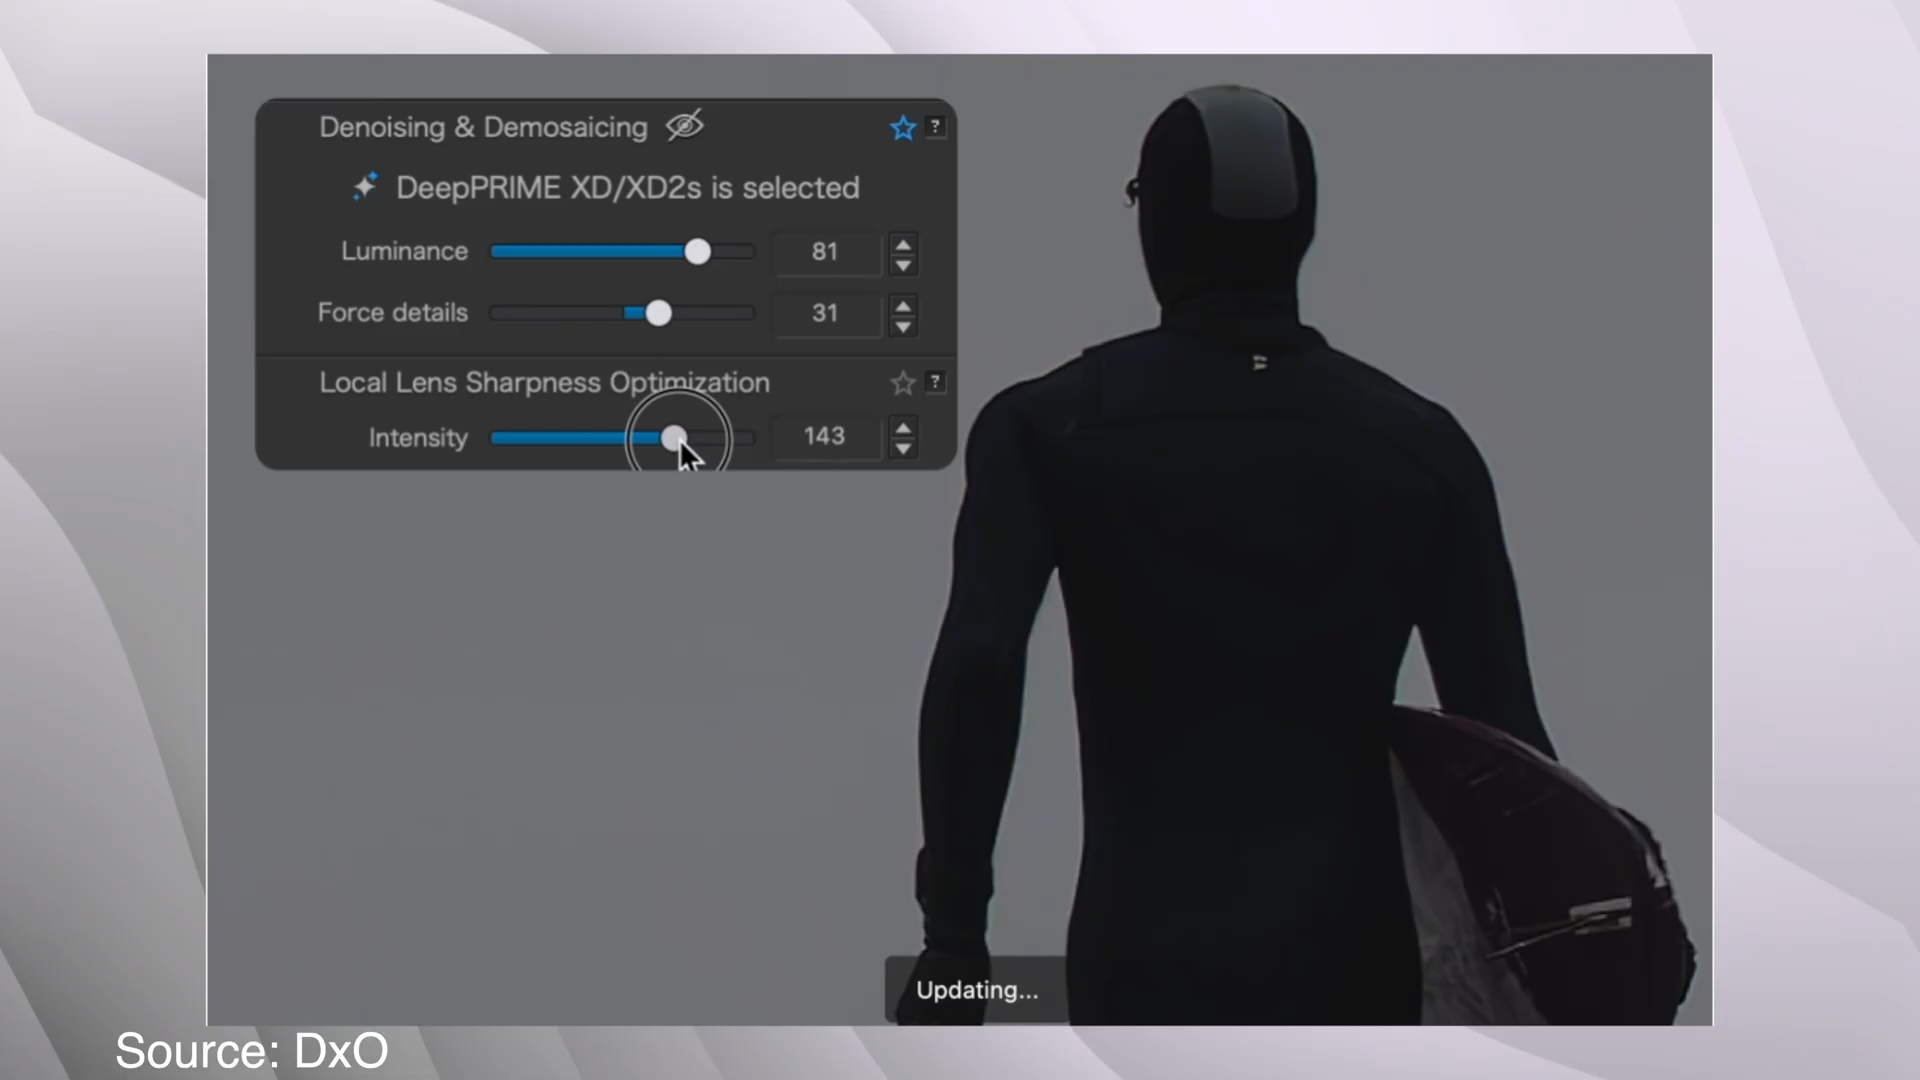 Denoising & Demosaicing
?
DeepPRIME XD/XD2s is selected
Luminance 81
Force details 31
Local Lens Sharpness Optimization
?
Intensity 143
Updating...
Source: DxO